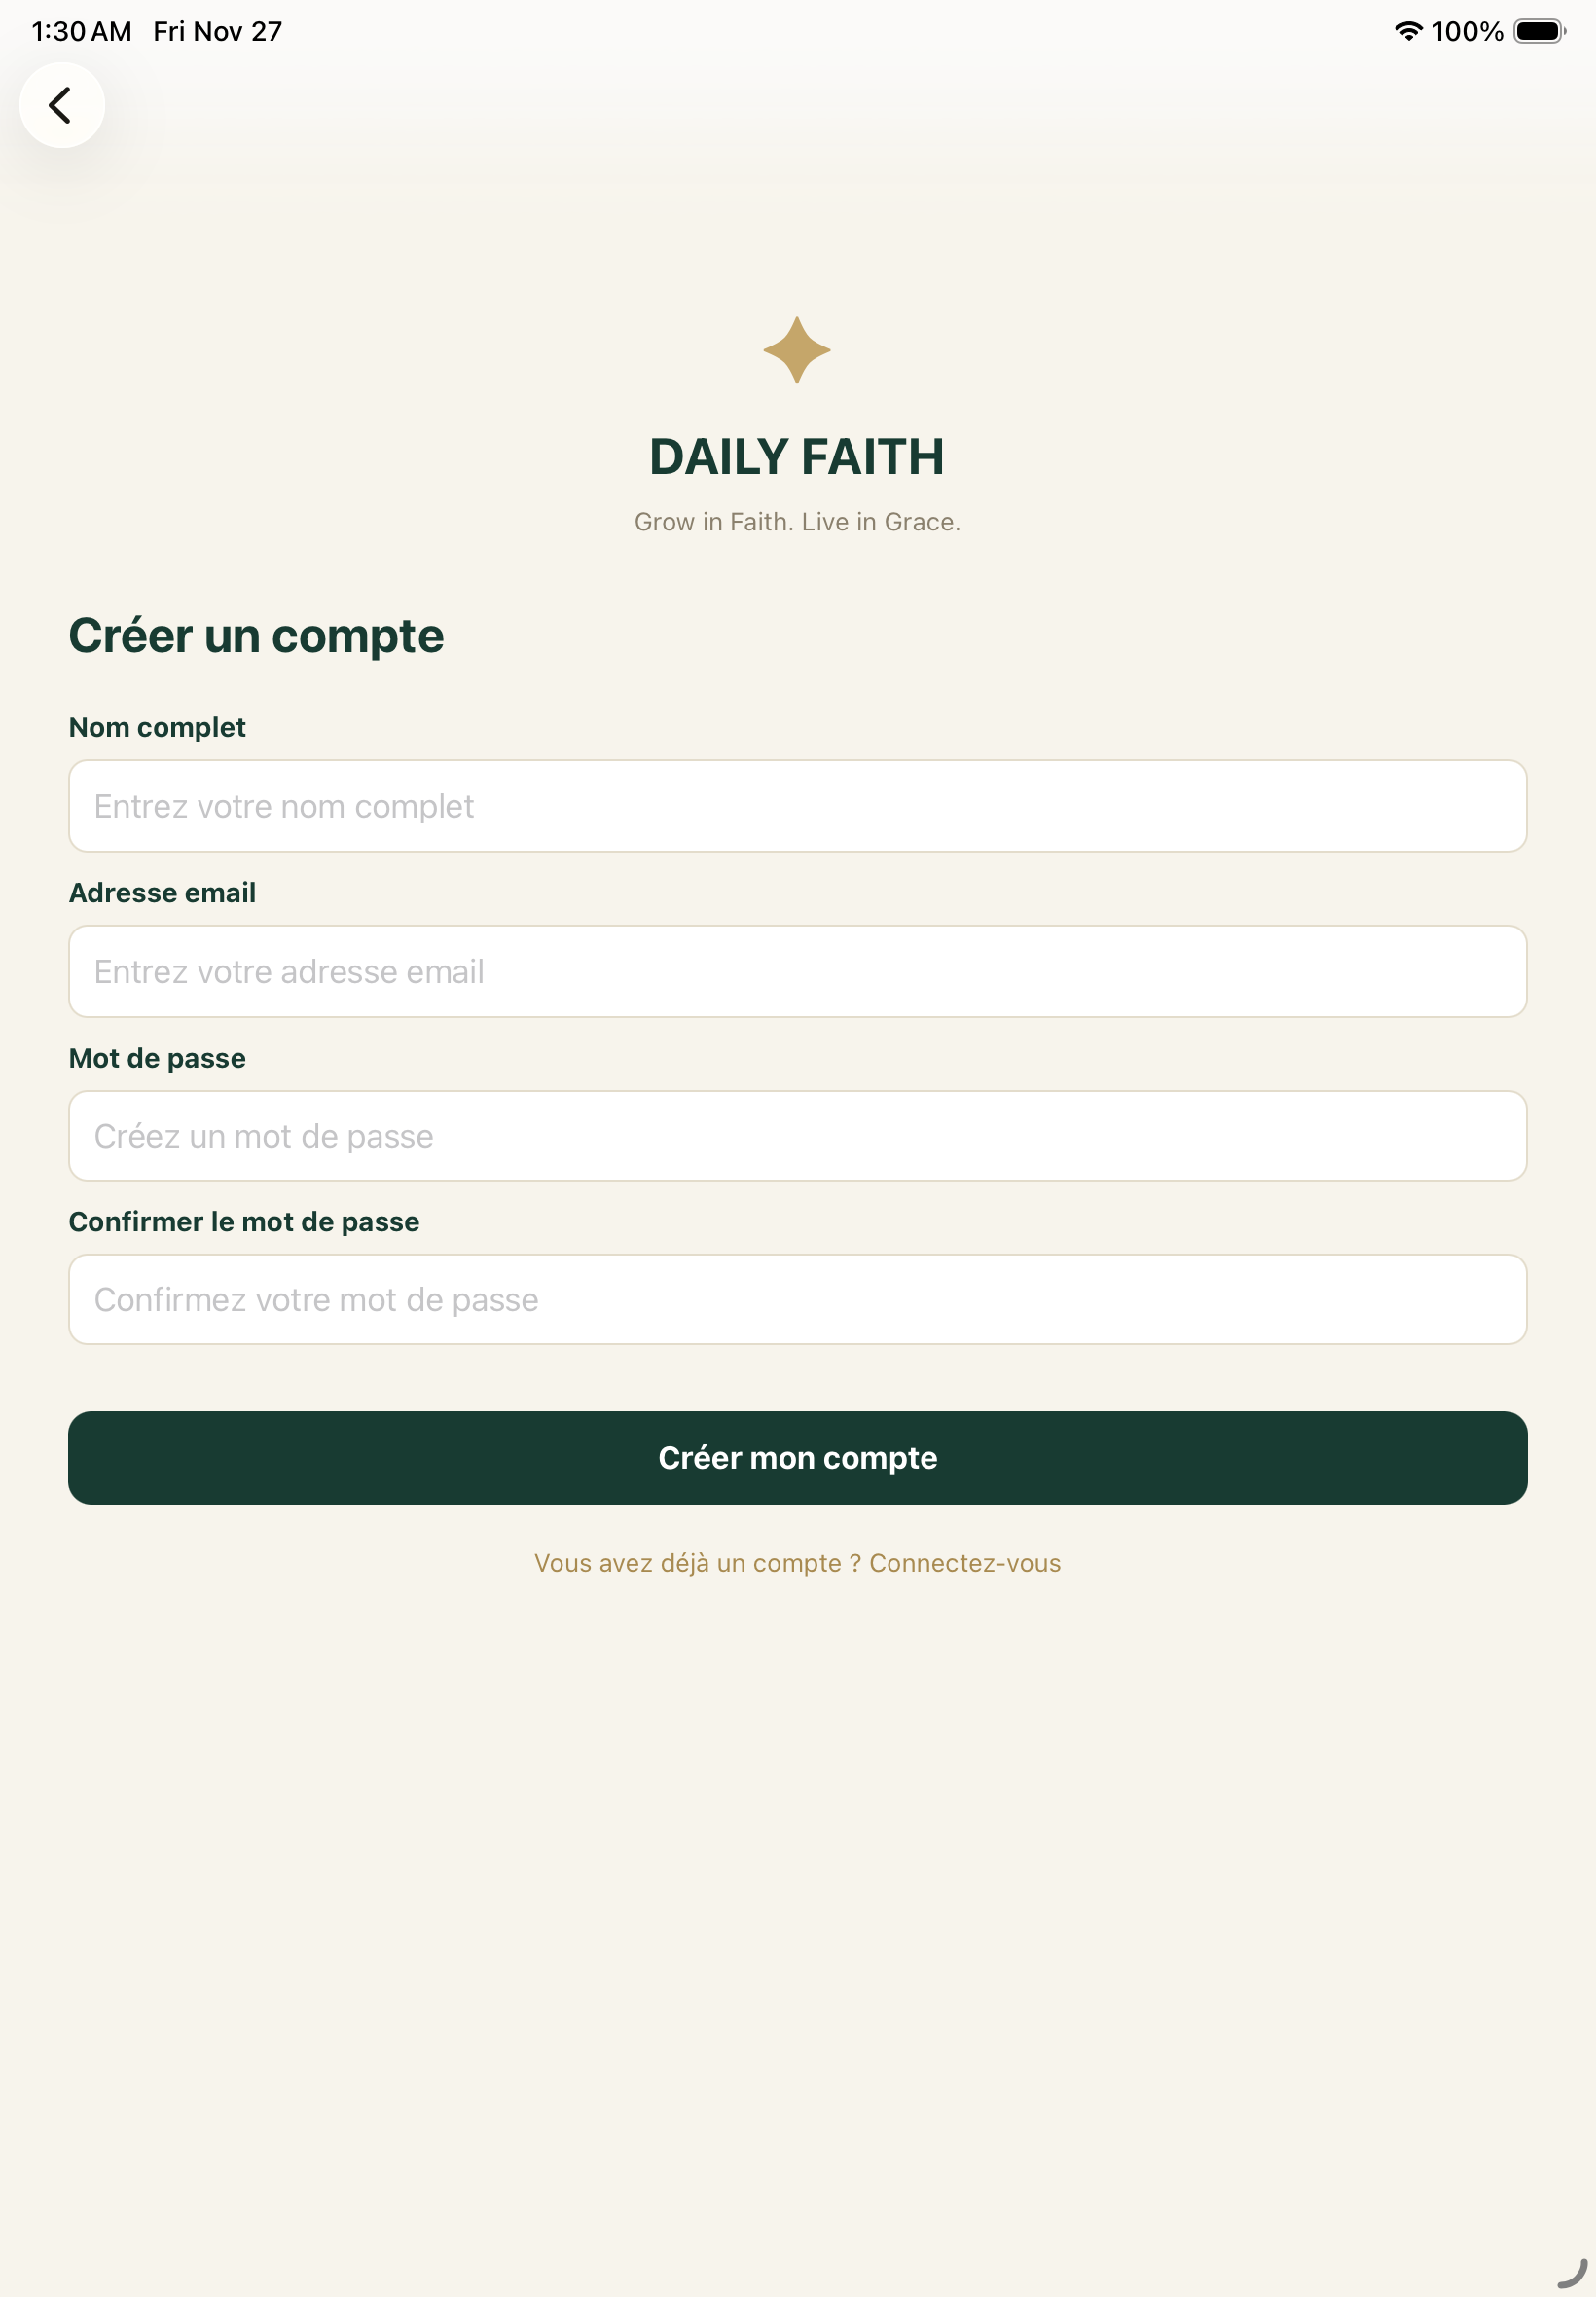 1:30 AM Fri Nov 27 100%
DAILY FAITH
Grow in Faith. Live in Grace.
Créer un compte
Nom complet
Entrez votre nom complet
Adresse email
Entrez votre adresse email
Mot de passe
Créez un mot de passe
Confirmer le mot de passe
Confirmez votre mot de passe
Créer mon compte
Vous avez déjà un compte ? Connectez-vous